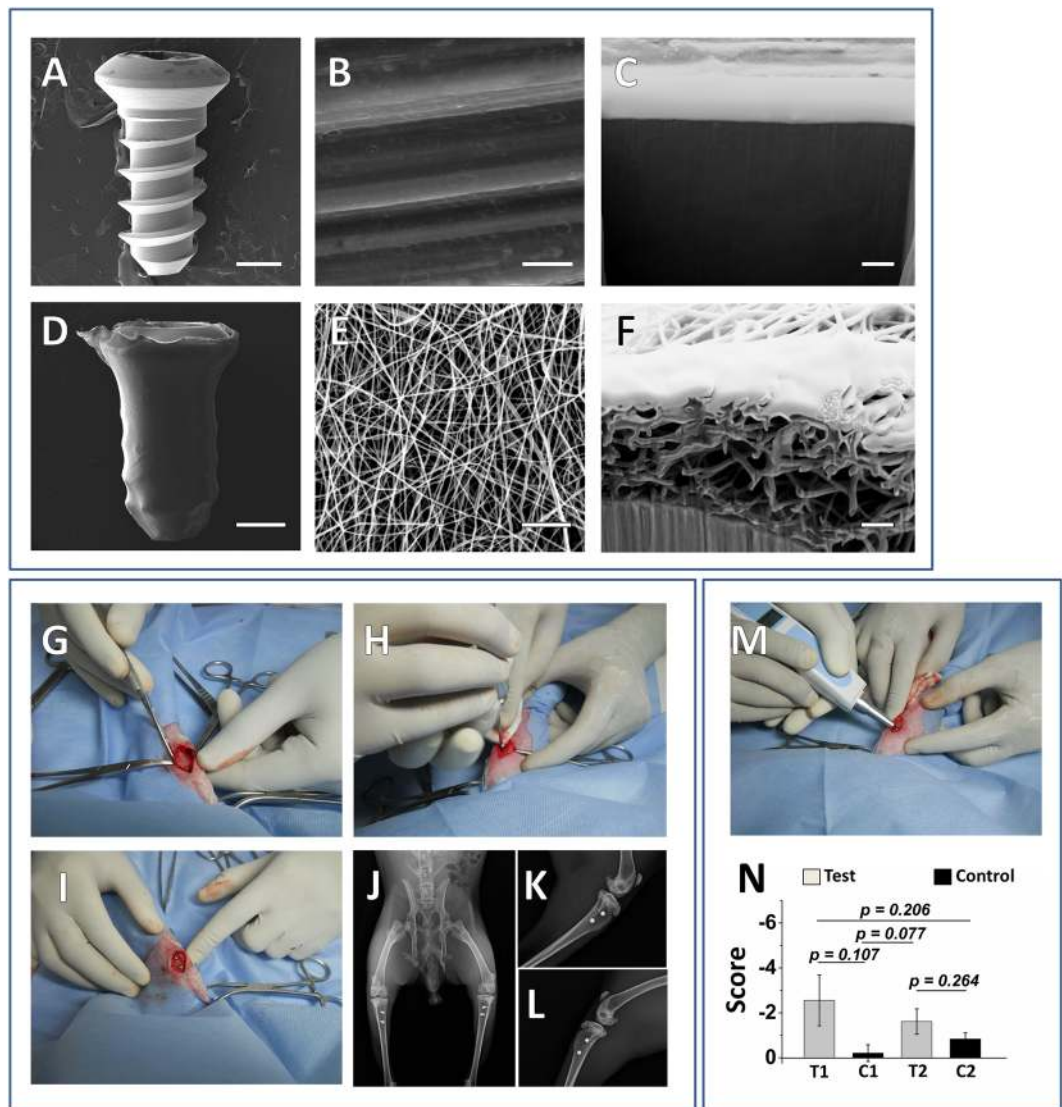 A B C
D E F
G H
I J K
L
M
N Test Control
-6
p = 0.206
p = 0.077
-4
p = 0.107
p = 0.264
-2
0
Score
T1 C1 T2 C2